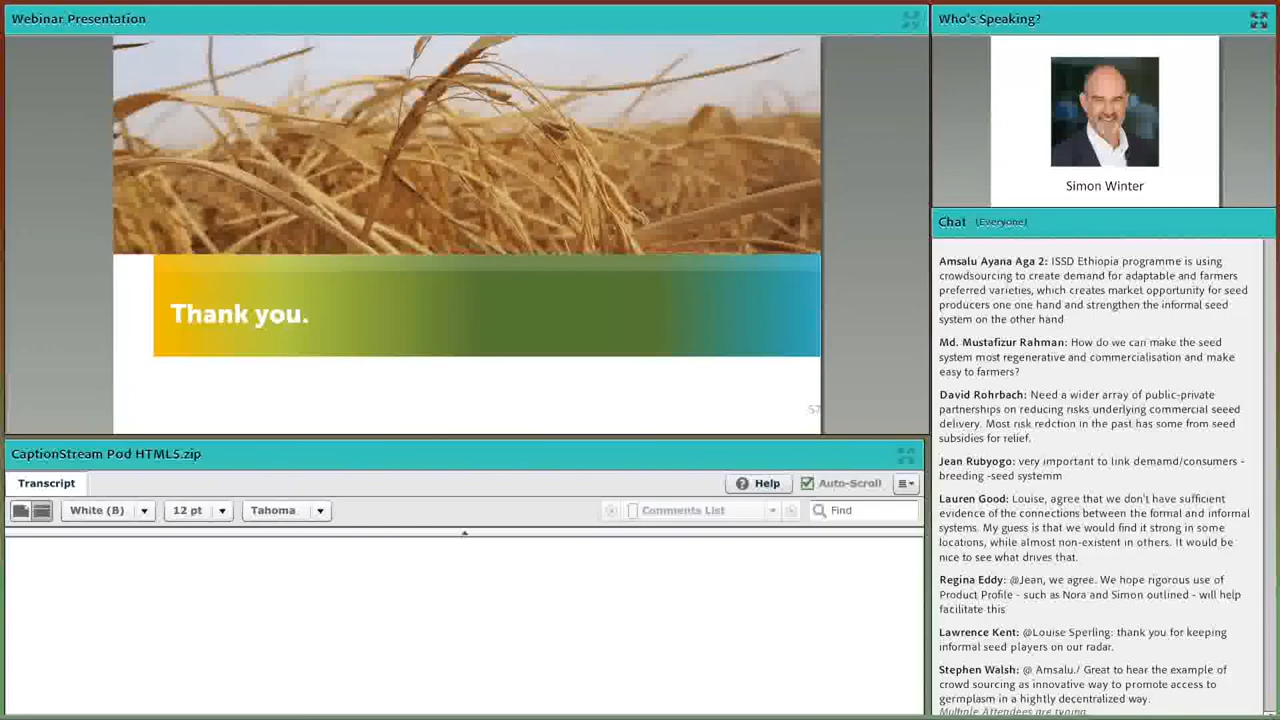 Webinar Presentation
Thank you.
57
Who's Speaking?
Simon Winter
Chat (Everyone)
Amsalu Ayana Aga 2: ISSD Ethiopia programme is using
crowdsourcing to create demand for adaptable and farmers
preferred varieties, which creates market opportunity for seed
producers one one hand and strengthen the informal seed
system on the other hand
Md. Mustafizur Rahman: How do we can make the seed
system most regenerative and commercialisation and make
easy to farmers?
David Rohrbach: Need a wider array of public-private
partnerships on reducing risks underlying commercial seeed
delivery. Most risk redction in the past has some from seed
subsidies for relief.
Jean Rubyogo: very important to link demamd/consumers -
breeding -seed systemm
Lauren Good: Louise, agree that we don't have sufficient
evidence of the connections between the formal and informal
systems. My guess is that we would find it strong in some
locations, while almost non-existent in others. It would be
nice to see what drives that.
Regina Eddy: @Jean, we agree. We hope rigorous use of
Product Profile - such as Nora and Simon outlined - will help
facilitate this
Lawrence Kent: @Louise Sperling: thank you for keeping
informal seed players on our radar.
Stephen Walsh: @ Amsalu./ Great to hear the example of
crowd sourcing as innovative way to promote access to
germplasm in a hightly decentralized way.
Multiple Attendees are typing
CaptionStream Pod HTML5.zip
Transcript
Help
Auto-Scroll
White (B)
12 pt
Tahoma
Comments List
Find